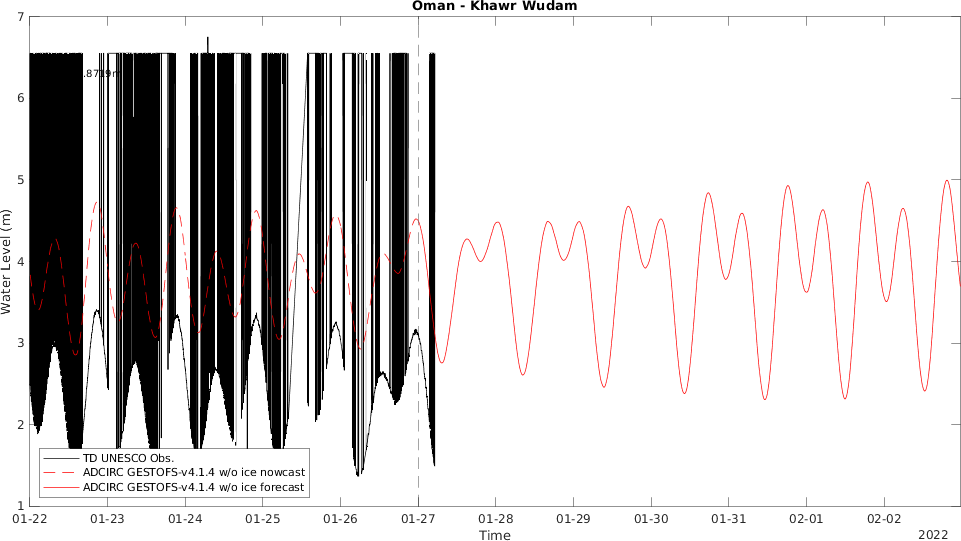 Oman - Khawr Wudam
7
6
5
4
3
2
1
Water Level (m)
.8719m
TD UNESCO Obs.
ADCIRC GESTOFS-v4.1.4 w/o ice nowcast
ADCIRC GESTOFS-v4.1.4 w/o ice forecast
01-22 01-23 01-24 01-25 01-26 01-27 01-28 01-29 01-30 01-31 02-01 02-02
Time
2022